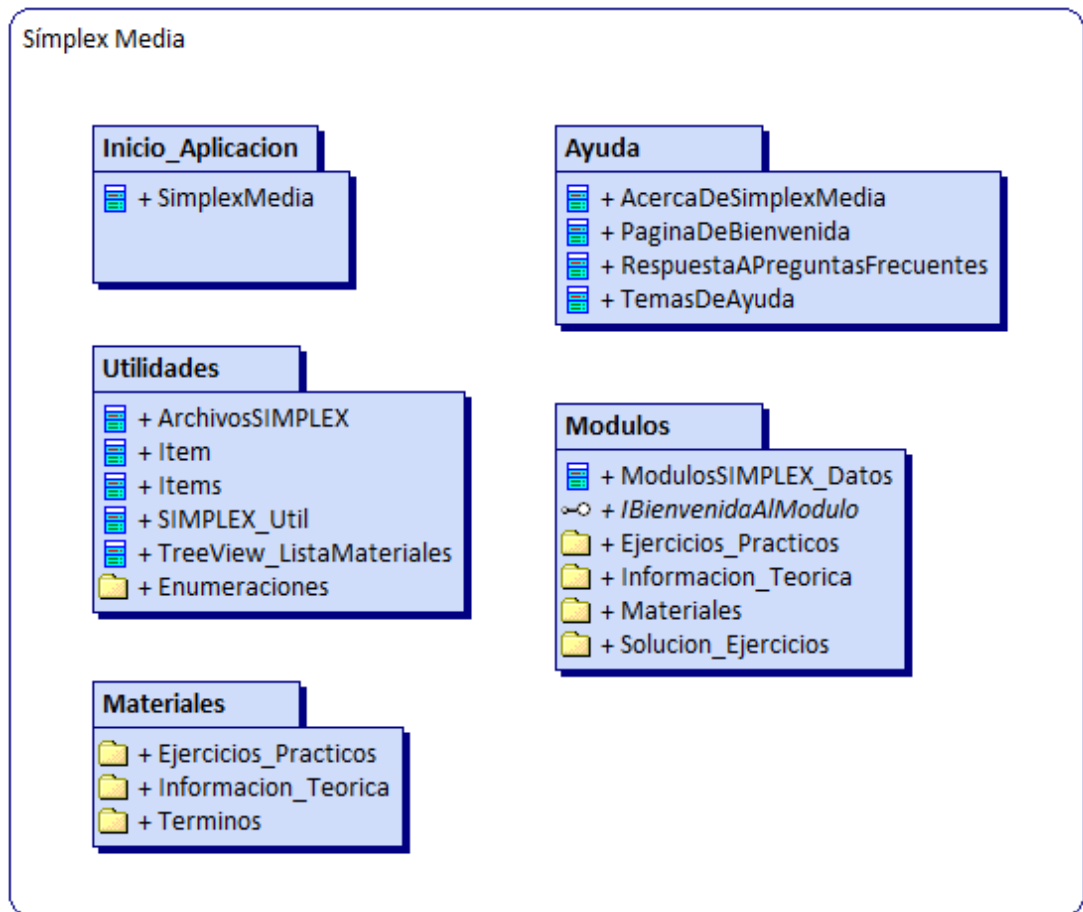 Símplex Media
Inicio_Aplicacion
+ SimplexMedia
Utilidades
+ ArchivosSIMPLEX
+ Item
+ Items
+ SIMPLEX_Util
+ TreeView_ListaMateriales
+ Enumeraciones
Materiales
+ Ejercicios_Practicos
+ Informacion_Teorica
+ Terminos
Ayuda
+ AcercaDeSimplexMedia
+ PaginaDeBienvenida
+ RespuestaAPreguntasFrecuentes
+ TemasDeAyuda
Modulos
+ ModulosSIMPLEX_Datos
+ IBienvenidaAlModulo
+ Ejercicios_Practicos
+ Informacion_Teorica
+ Materiales
+ Solucion_Ejercicios